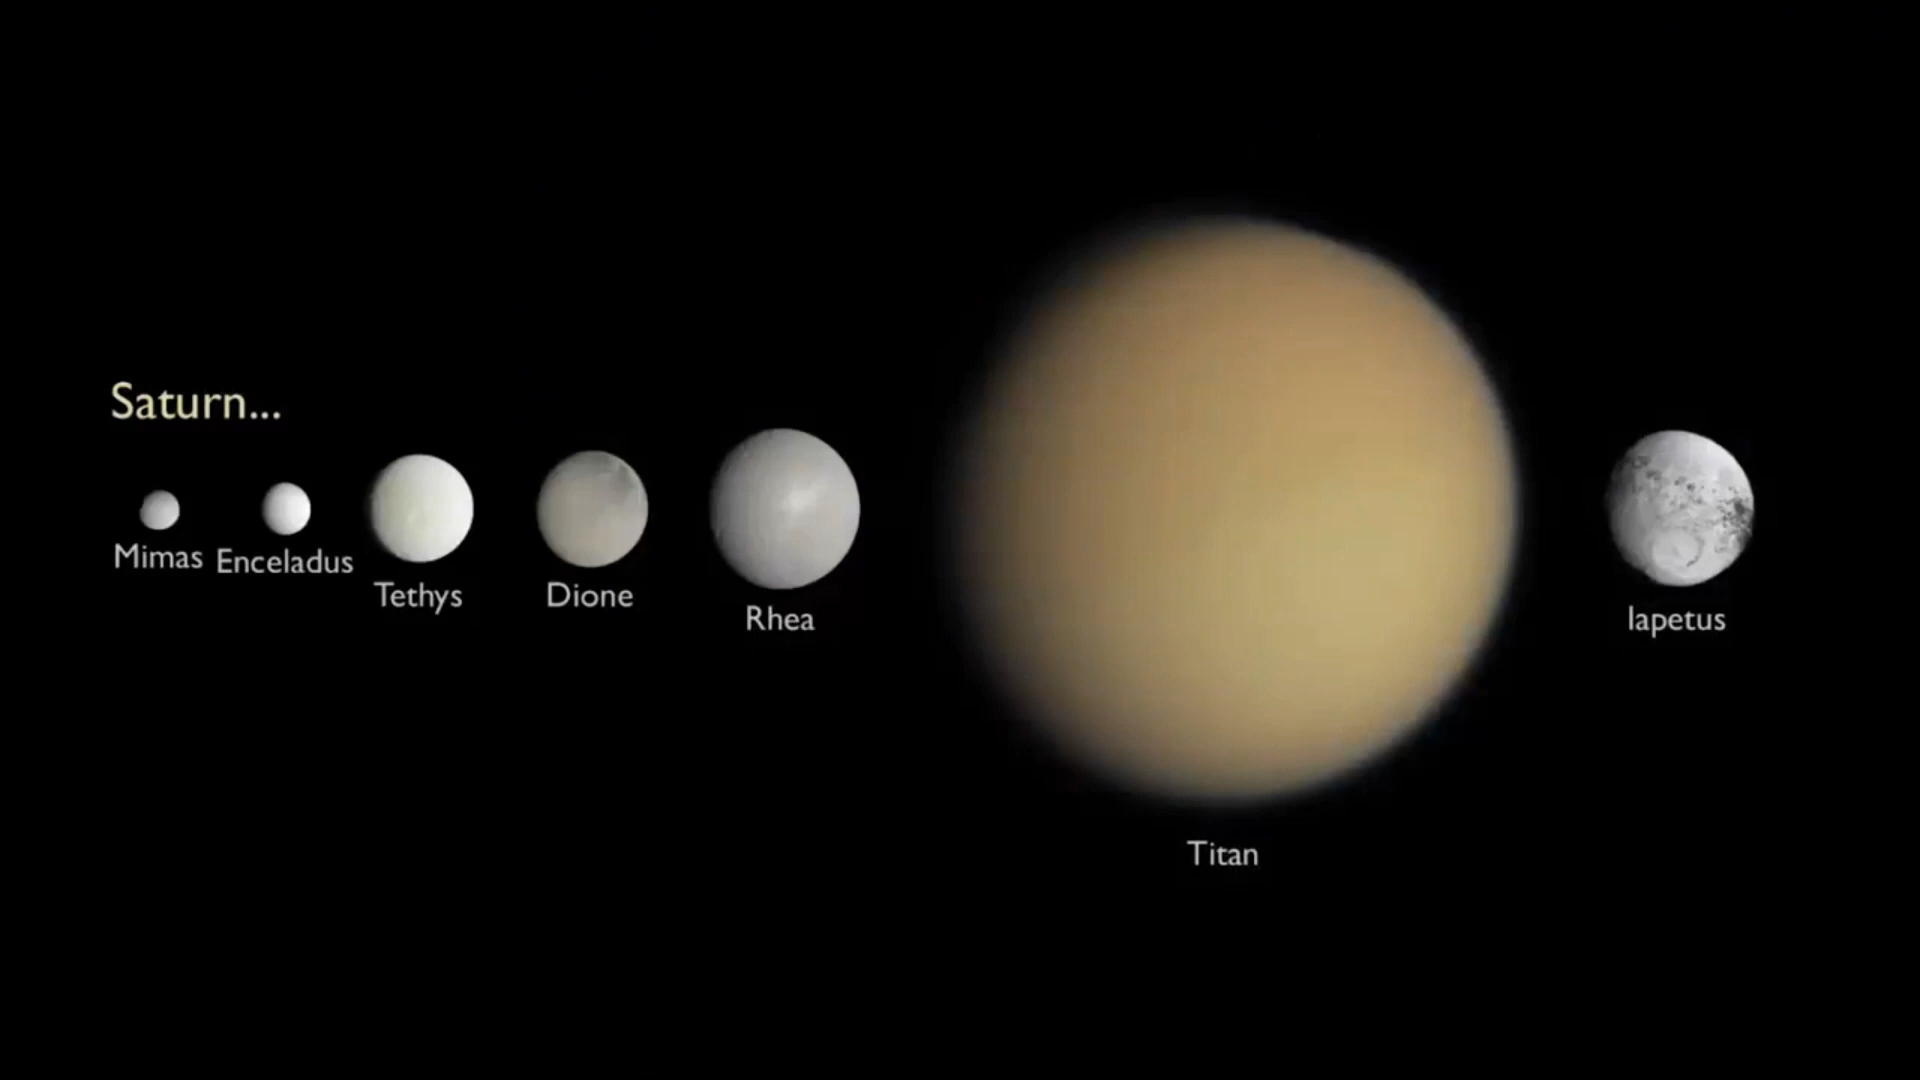 Saturn...
Mimas
Enceladus
Tethys
Dione
Rhea
Titan
Iapetus